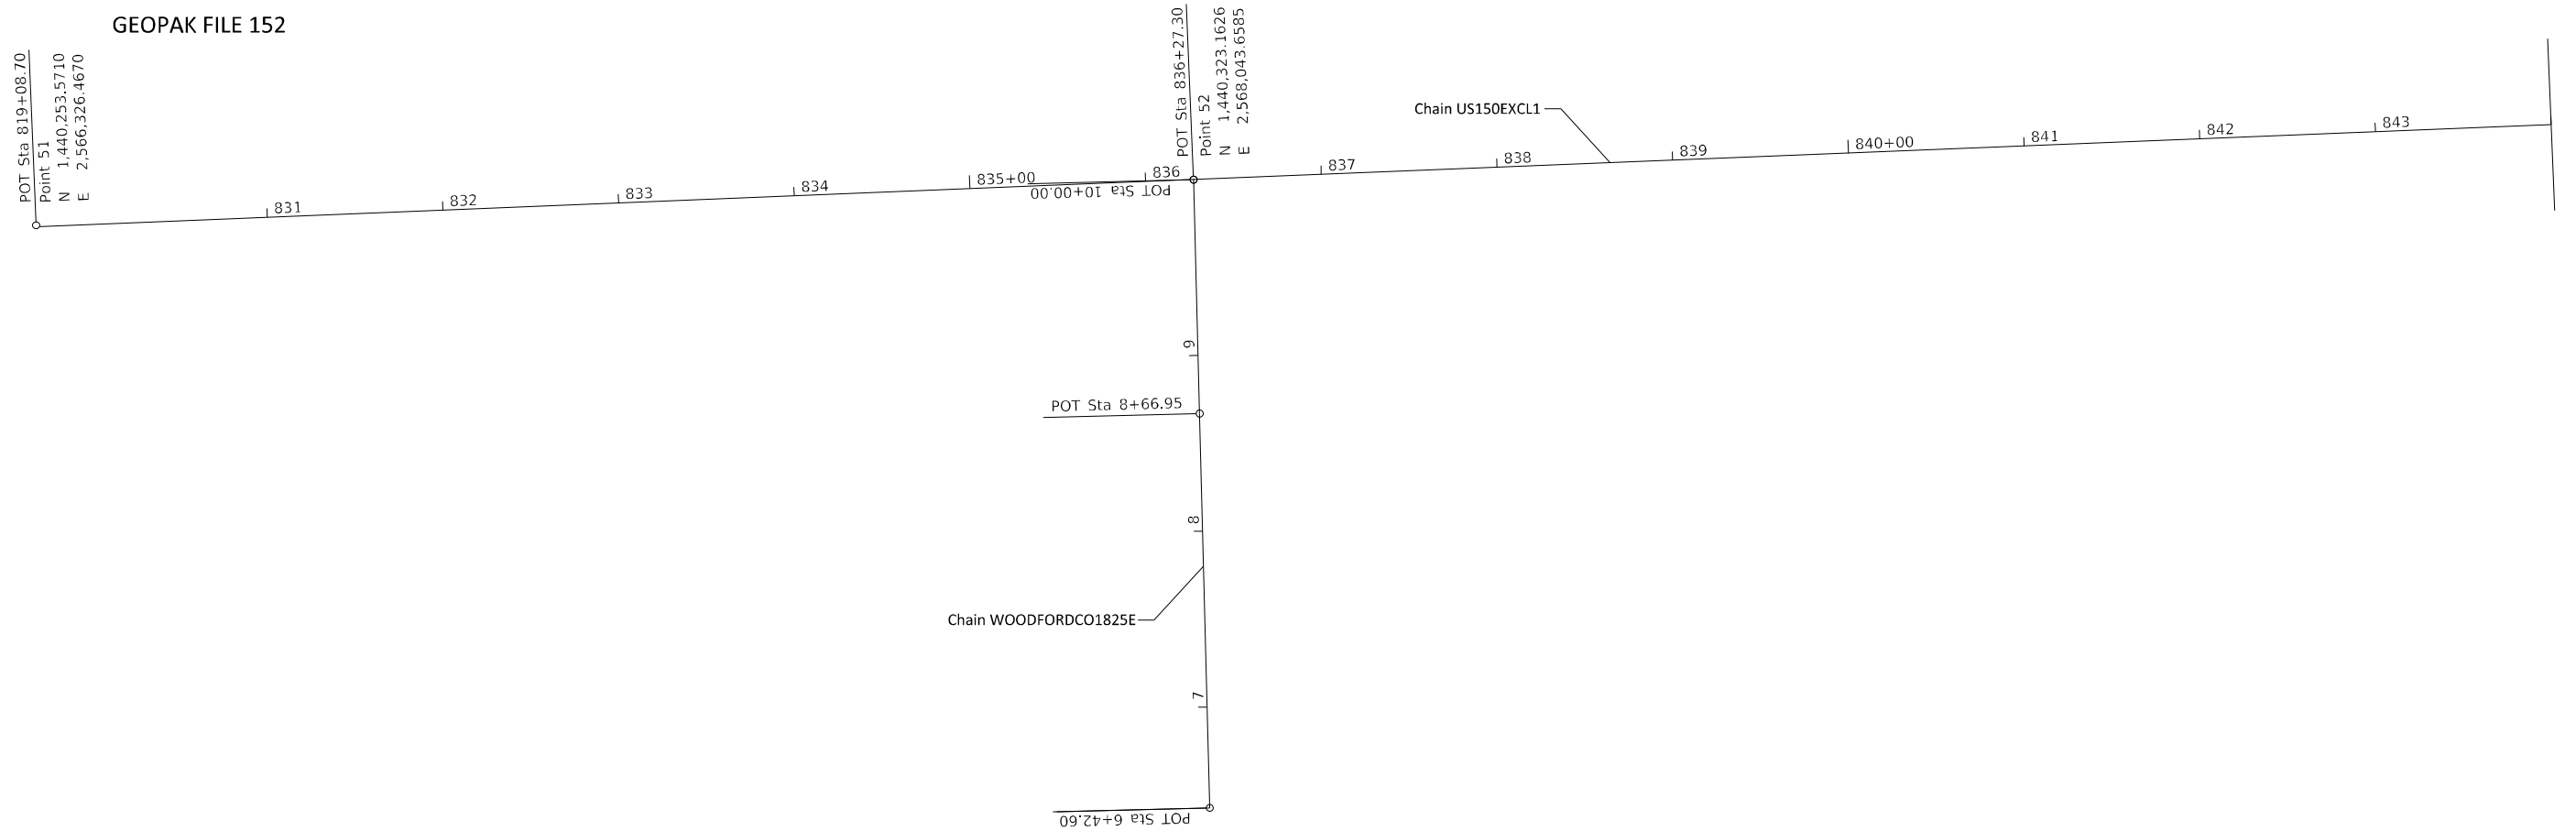 GEOPAK FILE 152
POT Sta 819+08.70
Point 51
N 1,440,253.5710
E 2,566,326.4670
POT Sta 836+27.30
Point 52
N 1,440,323.1626
E 2,568,043.6585
Chain US150EXCL1
831
832
833
834
835+00
836
837
838
839
840+00
841
842
843
POT Sta 10+00.00
9
POT Sta 8+66.95
8
Chain WOODFORDCO1825E
7
POT Sta 6+42.60